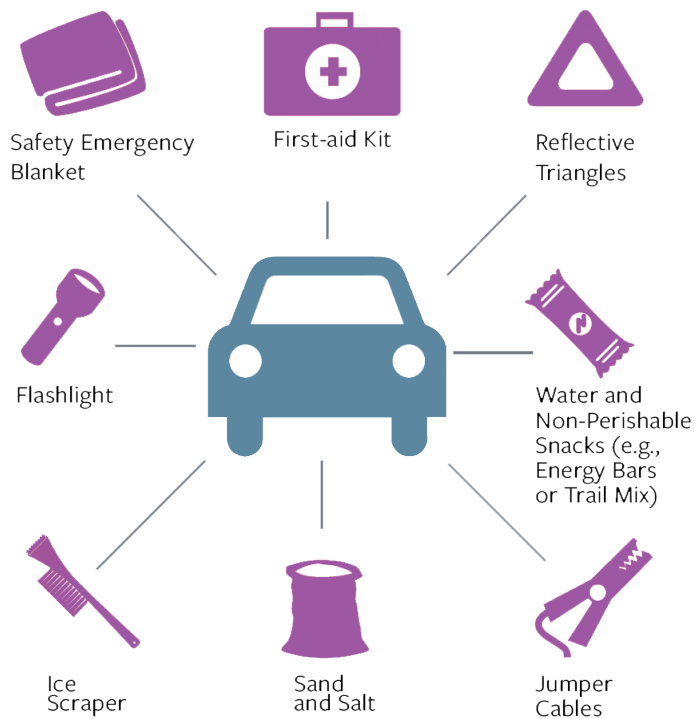 Safety Emergency
Blanket
First-aid Kit
Reflective
Triangles
Flashlight
Water and
Non-Perishable
Snacks (e.g.,
Energy Bars
or Trail Mix)
Ice
Scraper
Sand
and Salt
Jumper
Cables